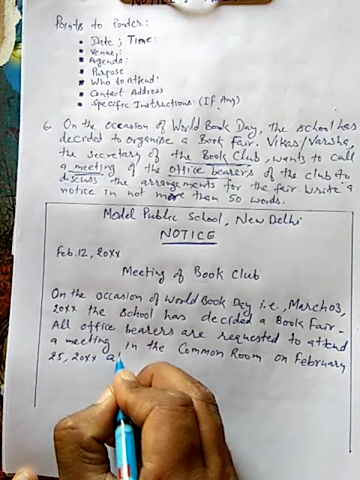 Points to Ponder:
Date; Time:
Venue:
Agenda:
Purpose
Who to attend:
Contact Address
Specific Instructions: (If Any)
6. On the occasion of World Book Day, the school has
decided to organise a Book Fair. Vikas/Varsha,
the secretary of the Book Club, wants to call
a meeting of the office bearers of the club to
discuss the arrangements for the fair. Write a
notice in not more than 50 words.
Model Public School, New Delhi
NOTICE
Feb.12, 20xx
Meeting of Book Club
On the occasion of World Book Day i.e., March 03,
20xx the school has decided a Book Fair.
All office bearers are requested to attend
a meeting in the Common Room on February
25, 20xx a